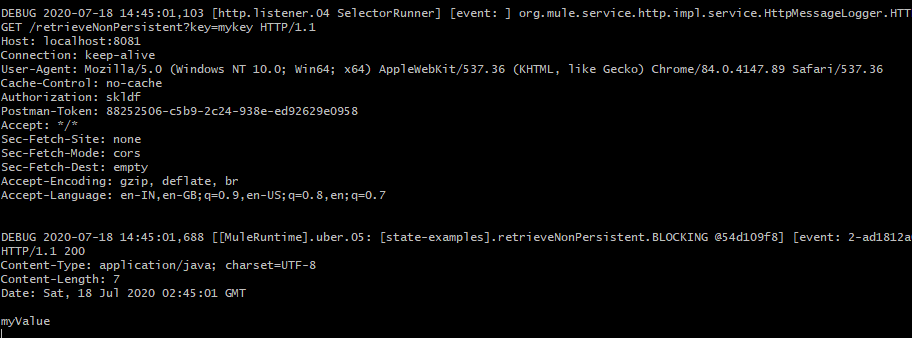 DEBUG 2020-07-18 14:45:01,103 [http.listener.04 SelectorRunner] [event: ] org.mule.service.http.impl.service.HttpMessageLogger.HTT
GET /retrieveNonPersistent?key=mykey HTTP/1.1
Host: localhost:8081
Connection: keep-alive
User-Agent: Mozilla/5.0 (Windows NT 10.0; Win64; x64) AppleWebKit/537.36 (KHTML, like Gecko) Chrome/84.0.4147.89 Safari/537.36
Cache-Control: no-cache
Authorization: skldf
Postman-Token: 88252506-c5b9-2c24-938e-ed92629e0958
Accept: */*
Sec-Fetch-Site: none
Sec-Fetch-Mode: cors
Sec-Fetch-Dest: empty
Accept-Encoding: gzip, deflate, br
Accept-Language: en-IN,en-GB;q=0.9,en-US;q=0.8,en;q=0.7
DEBUG 2020-07-18 14:45:01,688 [[MuleRuntime].uber.05: [state-examples].retrieveNonPersistent.BLOCKING @54d109f8] [event: 2-ad1812a
HTTP/1.1 200
Content-Type: application/java; charset=UTF-8
Content-Length: 7
Date: Sat, 18 Jul 2020 02:45:01 GMT
myValue